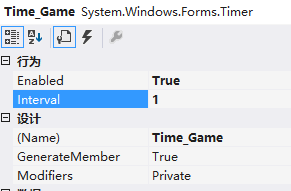 Time_Game System.Windows.Forms.Timer
行为
Enabled True
Interval 1
设计
(Name) Time_Game
GenerateMember True
Modifiers Private